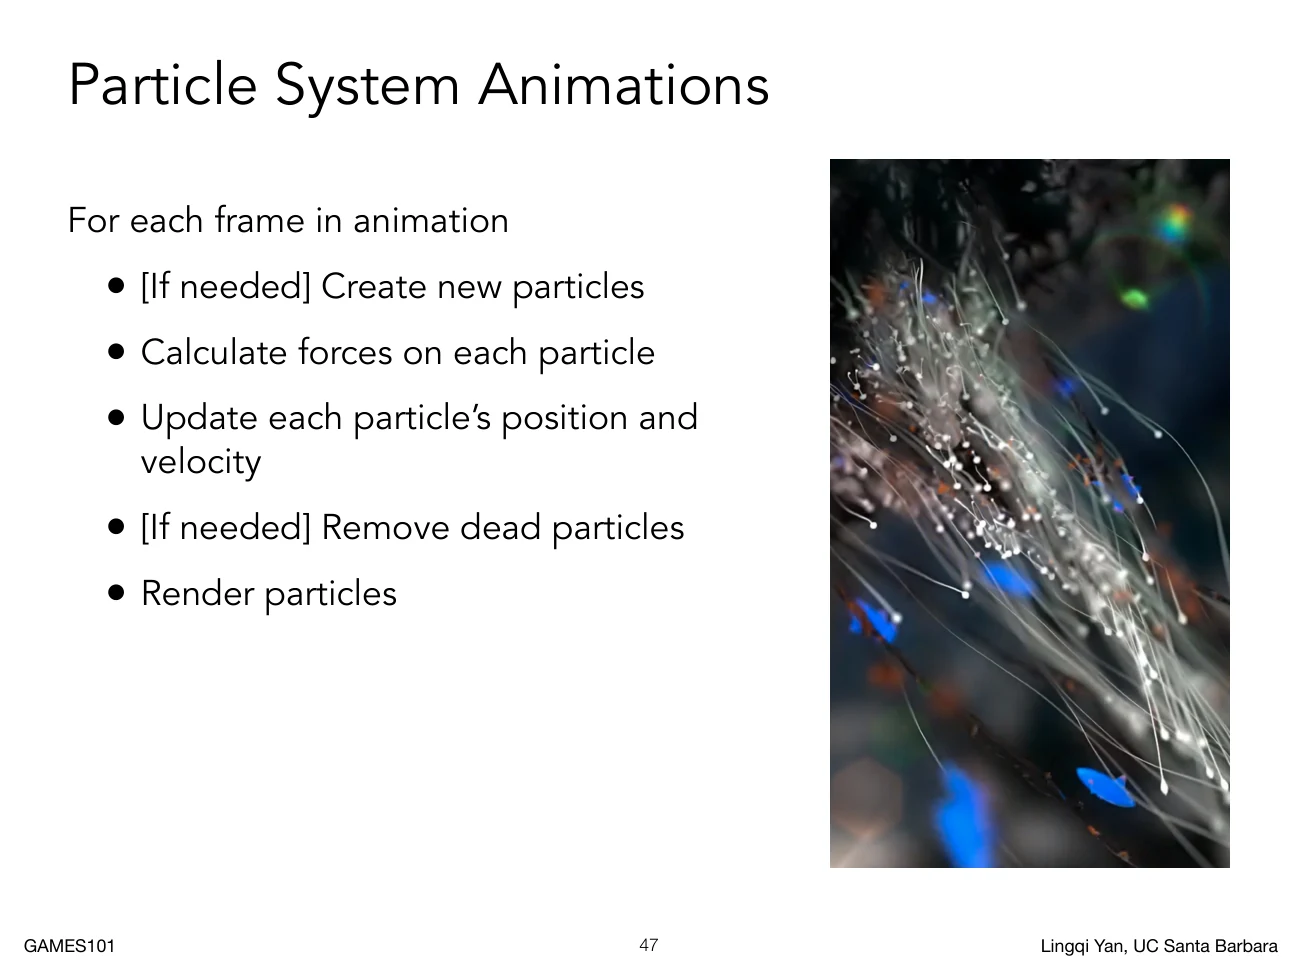 Particle System Animations
For each frame in animation
• [If needed] Create new particles
• Calculate forces on each particle
• Update each particle’s position and
velocity
• [If needed] Remove dead particles
• Render particles
GAMES101
47
Lingqi Yan, UC Santa Barbara